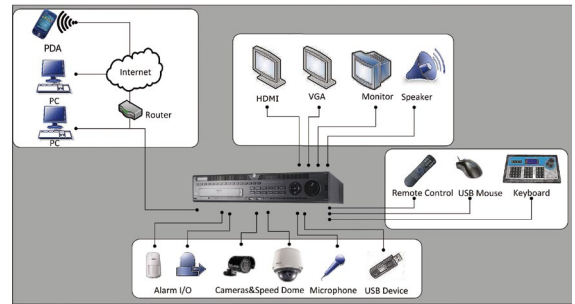 PDA
Internet
PC
Router
PC
HDMI
VGA
Monitor
Speaker
Remote Control
USB Mouse
Keyboard
Alarm I/O
Cameras&Speed Dome
Microphone
USB Device